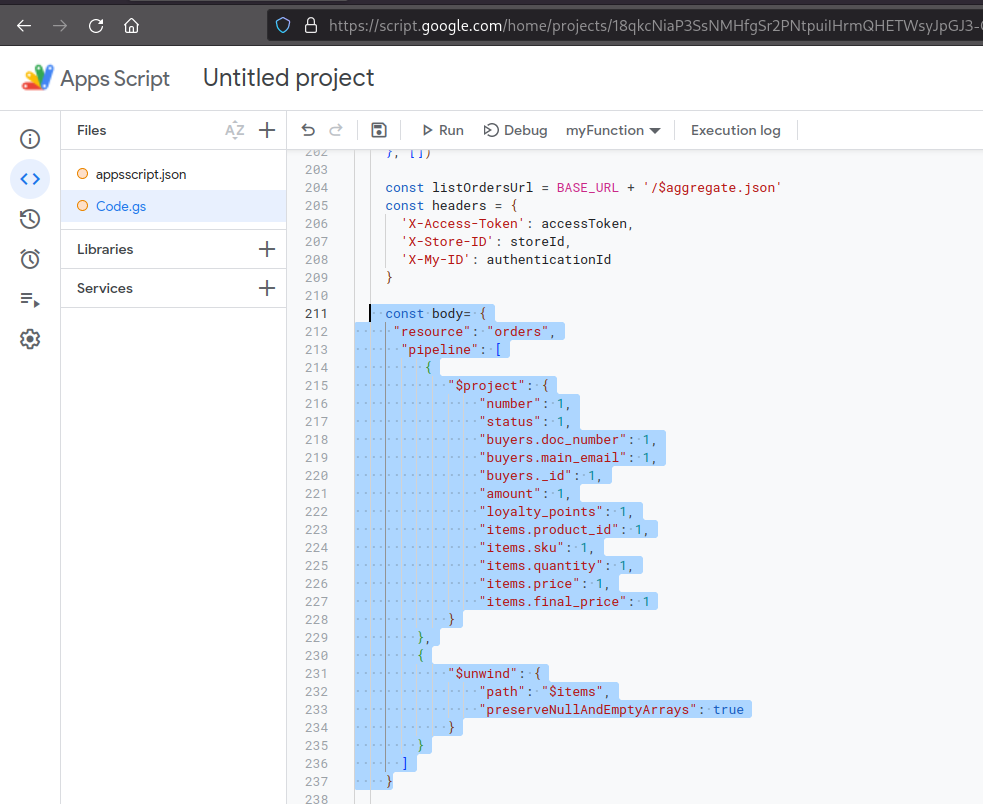 https://script.google.com/home/projects/18qkcNiaP3SsNMHfgSr2PNtpuiIHrmQHETWsyJpGJ3-
Apps Script
Untitled project
Files
AZ
Run
Debug
myFunction
Execution log
appsscript.json
Code.gs
Libraries
Services
202 }, [])
203
204 const listOrdersUrl = BASE_URL + '/$aggregate.json'
205 const headers = {
206 'X-Access-Token': accessToken,
207 'X-Store-ID': storeId,
208 'X-My-ID': authenticationId
209 }
210
211 const body= {
212 "resource": "orders",
213 "pipeline": [
214 {
215 "$project": {
216 "number": 1,
217 "status": 1,
218 "buyers.doc_number": 1,
219 "buyers.main_email": 1,
220 "buyers._id": 1,
221 "amount": 1,
222 "loyalty_points": 1,
223 "items.product_id": 1,
224 "items.sku": 1,
225 "items.quantity": 1,
226 "items.price": 1,
227 "items.final_price": 1
228 }
229 },
230 {
231 "$unwind": {
232 "path": "$items",
233 "preserveNullAndEmptyArrays": true
234 }
235 }
236 ]
237 }
238